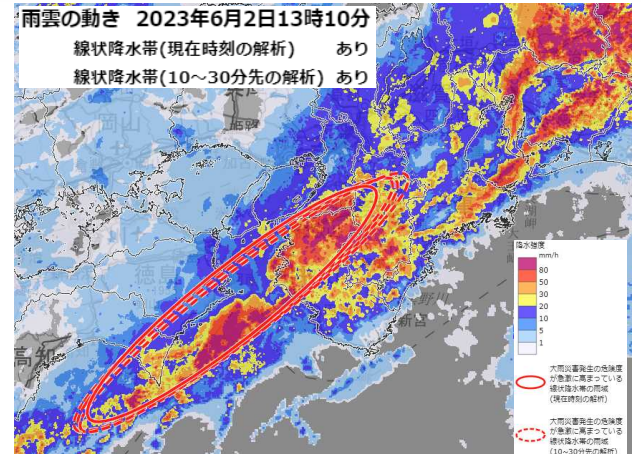 雨雲の動き 2023年6月2日13時10分
線状降水帯(現在時刻の解析) あり
線状降水帯(10~30分先の解析) あり
姫路
徳島
高知
新宮
降水強度
mm/h
80
50
30
20
10
5
1
大雨災害発生の危険度
が急激に高まっている
線状降水帯の雨域
(現在時刻の解析)
大雨災害発生の危険度
が急激に高まっている
線状降水帯の雨域
(10~30分先の解析)